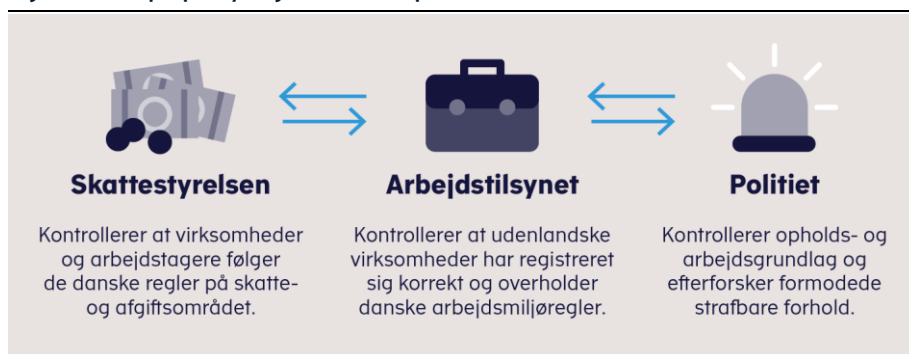 Skattestyrelsen
Kontrollerer at virksomheder
og arbejdstagere følger
de danske regler på skatte-
og afgiftsområdet.
Arbejdstilsynet
Kontrollerer at udenlandske
virksomheder har registreret
sig korrekt og overholder
danske arbejdsmiljøregler.
Politiet
Kontrollerer opholds- og
arbejdsgrundlag og
efterforsker formodede
strafbare forhold.